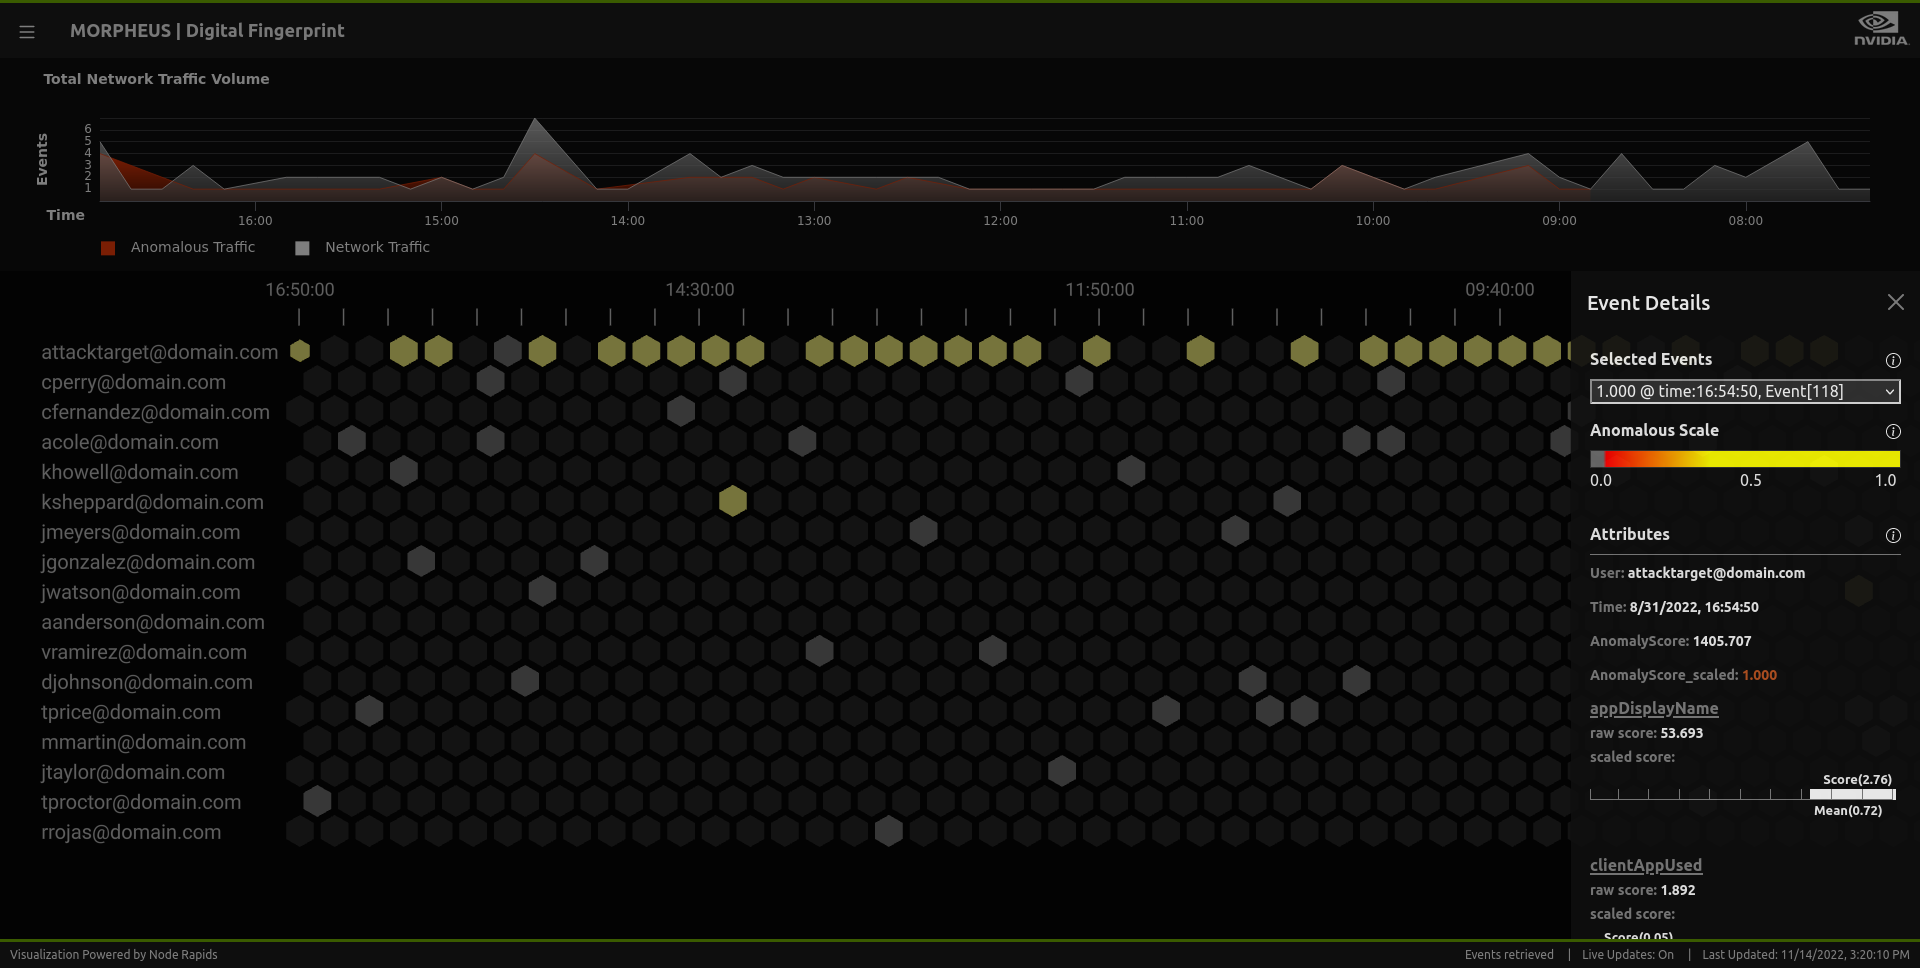 MORPHEUS | Digital Fingerprint
NVIDIA.
Total Network Traffic Volume
Events
6
5
4
3
2
1
Time
16:00 15:00 14:00 13:00 12:00 11:00 10:00 09:00 08:00
Anomalous Traffic Network Traffic
16:50:00 14:30:00 11:50:00 09:40:00
attacktarget@domain.com
cperry@domain.com
cfernandez@domain.com
acole@domain.com
khowell@domain.com
ksheppard@domain.com
jmeyers@domain.com
jgonzalez@domain.com
jwatson@domain.com
aanderson@domain.com
vramirez@domain.com
djohnson@domain.com
tprice@domain.com
mmartin@domain.com
jtaylor@domain.com
tproctor@domain.com
rrojas@domain.com
Event Details
Selected Events
1.000 @ time:16:54:50, Event[118]
Anomalous Scale
0.0 0.5 1.0
Attributes
User: attacktarget@domain.com
Time: 8/31/2022, 16:54:50
AnomalyScore: 1405.707
AnomalyScore_scaled: 1.000
appDisplayName
raw score: 53.693
scaled score:
Score(2.76)
Mean(0.72)
clientAppUsed
raw score: 1.892
scaled score:
Score(0.05)
Visualization Powered by Node Rapids
Events retrieved | Live Updates: On | Last Updated: 11/14/2022, 3:20:10 PM